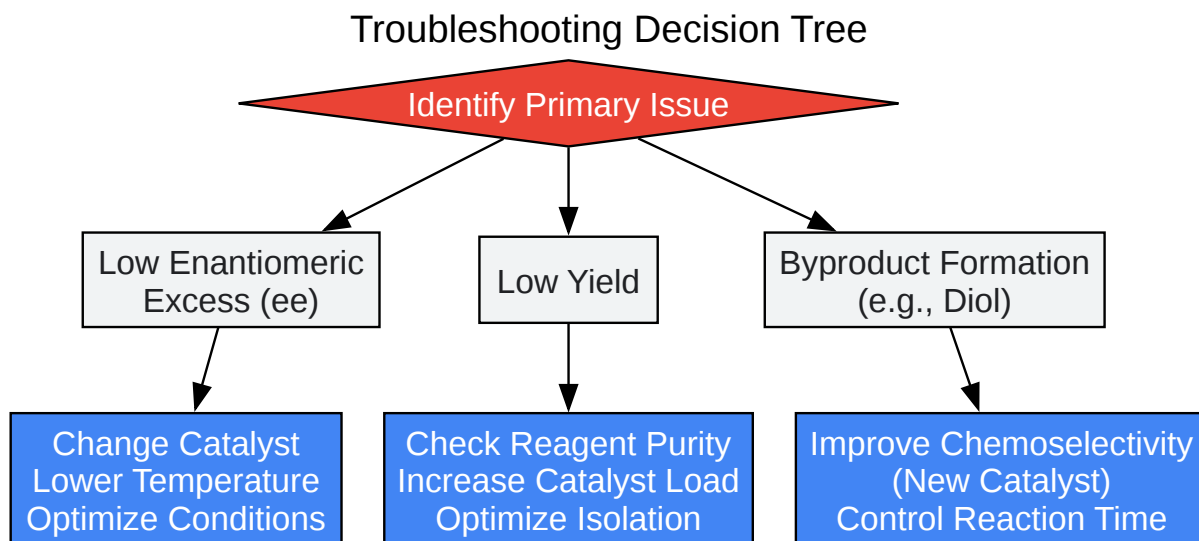 Troubleshooting Decision Tree
Identify Primary Issue
Low Enantiomeric
Excess (ee)
Low Yield
Byproduct Formation
(e.g., Diol)
Change Catalyst
Lower Temperature
Optimize Conditions
Check Reagent Purity
Increase Catalyst Load
Optimize Isolation
Improve Chemoselectivity
(New Catalyst)
Control Reaction Time